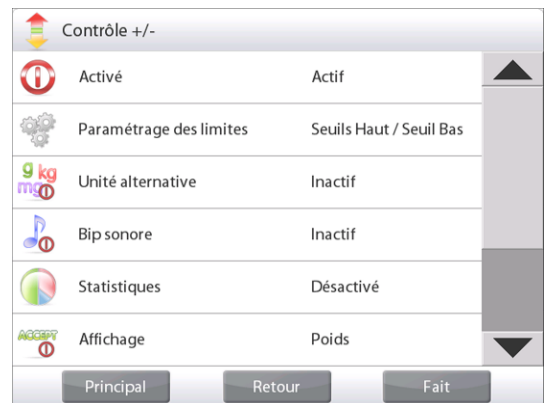 Contrôle +/-
Activé Actif
Paramétrage des limites Seuils Haut / Seuil Bas
g kg
mg
Unité alternative Inactif
Bip sonore Inactif
Statistiques Désactivé
ACCEPT
Affichage Poids
Principal Retour Fait